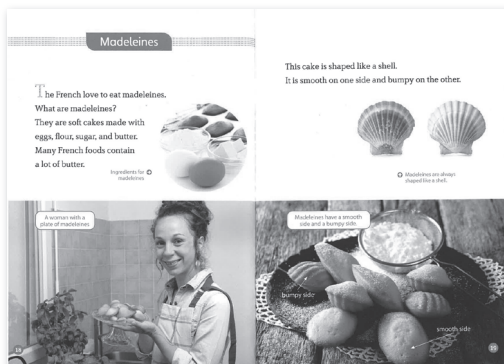 Madeleines
The French love to eat madeleines.
What are madeleines?
They are soft cakes made with
eggs, flour, sugar, and butter.
Many French foods contain
a lot of butter.
Ingredients for
madeleines
A woman with a
plate of madeleines
18
This cake is shaped like a shell.
It is smooth on one side and bumpy on the other.
Madeleines are always
shaped like a shell.
Madeleines have a smooth
side and a bumpy side.
bumpy side
smooth side